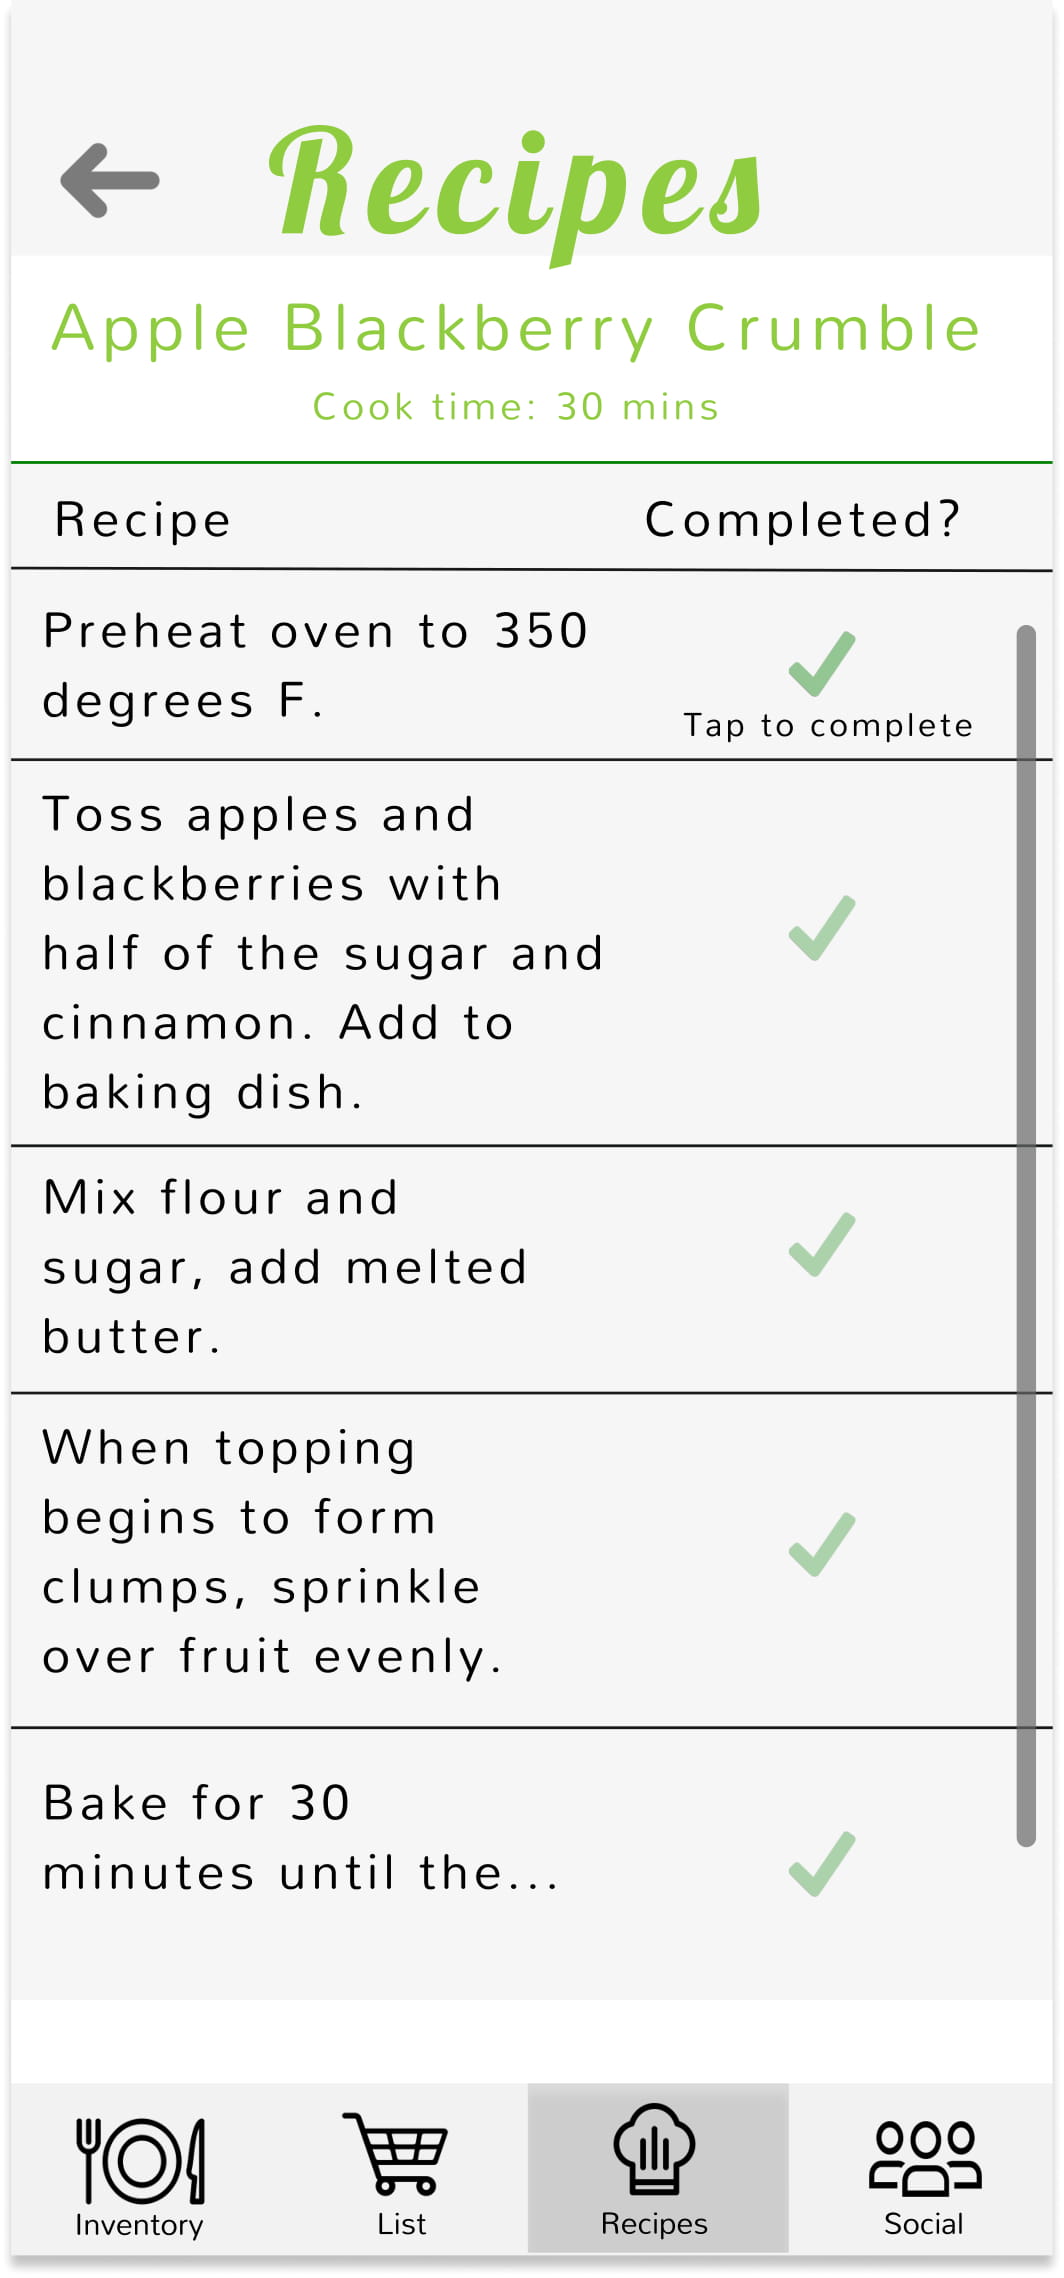 Recipes
Apple Blackberry Crumble
Cook time: 30 mins
Recipe Completed?
Preheat oven to 350
degrees F.
Tap to complete
Toss apples and
blackberries with
half of the sugar and
cinnamon. Add to
baking dish.
Mix flour and
sugar, add melted
butter.
When topping
begins to form
clumps, sprinkle
over fruit evenly.
Bake for 30
minutes until the...
Inventory List Recipes Social